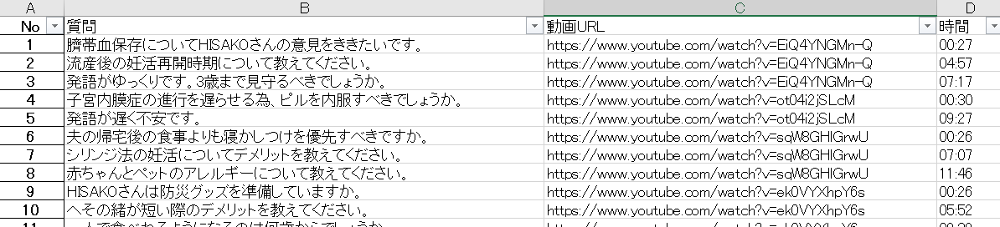 A B C D
No 質問 動画URL 時間
1 臍帯血保存についてHISAKOさんの意見をききたいです。 https://www.youtube.com/watch?v=EiQ4YNGMn-Q 00:27
2 流産後の妊活再開時期について教えてください。 https://www.youtube.com/watch?v=EiQ4YNGMn-Q 04:57
3 発語がゆっくりです。3歳まで見守るべきでしょうか。 https://www.youtube.com/watch?v=EiQ4YNGMn-Q 07:17
4 子宮内膜症の進行を遅らせる為、ピルを内服すべきでしょうか。 https://www.youtube.com/watch?v=ot04i2jSLcM 00:30
5 発語が遅く不安です。 https://www.youtube.com/watch?v=ot04i2jSLcM 09:27
6 夫の帰宅後の食事よりも寝かしつけを優先すべきですか。 https://www.youtube.com/watch?v=sqW8GHlGrwU 00:26
7 シリンジ法の妊活についてデメリットを教えてください。 https://www.youtube.com/watch?v=sqW8GHlGrwU 07:07
8 赤ちゃんとペットのアレルギーについて教えてください。 https://www.youtube.com/watch?v=sqW8GHlGrwU 11:46
9 HISAKOさんは防災グッズを準備していますか。 https://www.youtube.com/watch?v=ek0VYXhpY6s 00:26
10 へその緒が短い際のデメリットを教えてください。 https://www.youtube.com/watch?v=ek0VYXhpY6s 05:52